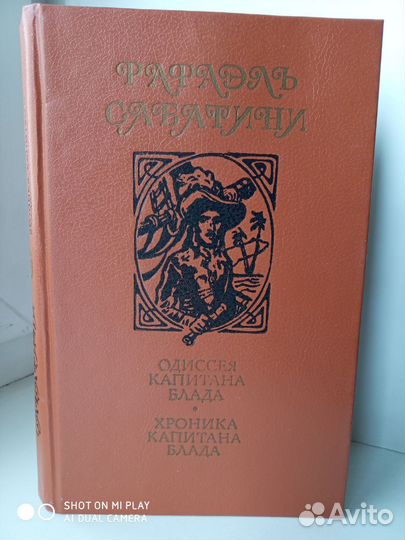 РАФАЭЛЬ
САБАТИНИ
ОДИССЕЯ
КАПИТАНА
БЛАДА
•
ХРОНИКА
КАПИТАНА
БЛАДА
SHOT ON MI PLAY
AI DUAL CAMERA
Avito